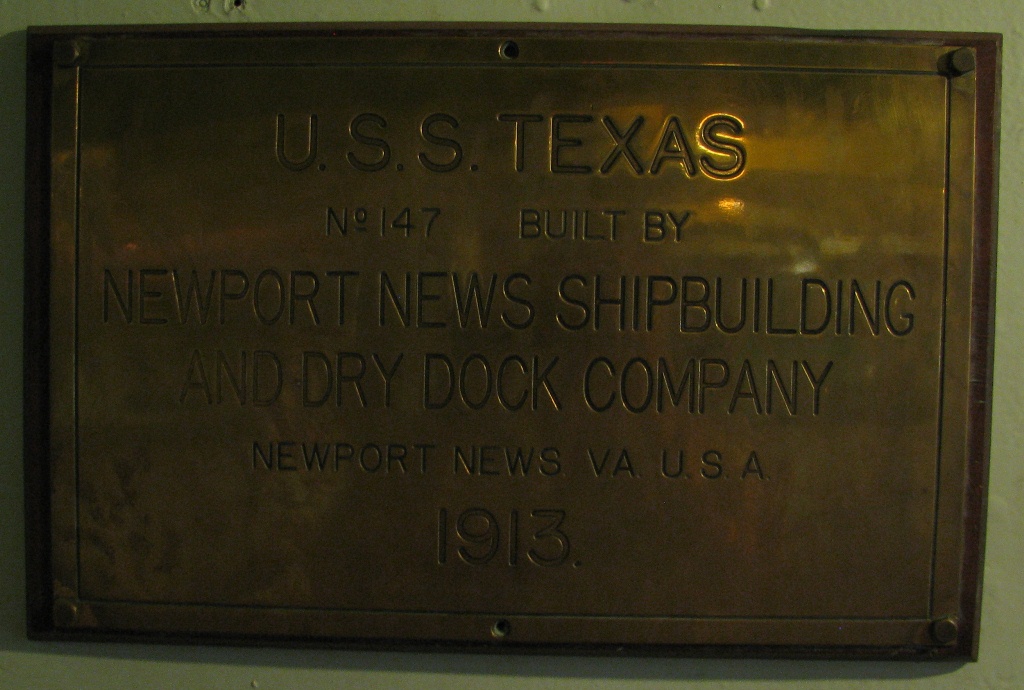 U.S.S. TEXAS
Nº 147 BUILT BY
NEWPORT NEWS SHIPBUILDING
AND DRY DOCK COMPANY
NEWPORT NEWS VA. U.S.A.
1913.